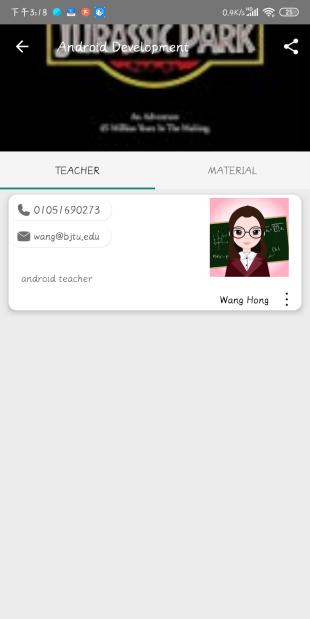 下午3:18
0.4K/s
25
JURASSIC PARK
Android Development
An Adventure
65 Million Years In The Making.
TEACHER
MATERIAL
01051690273
wang@bjtu.edu
android teacher
Wang Hong